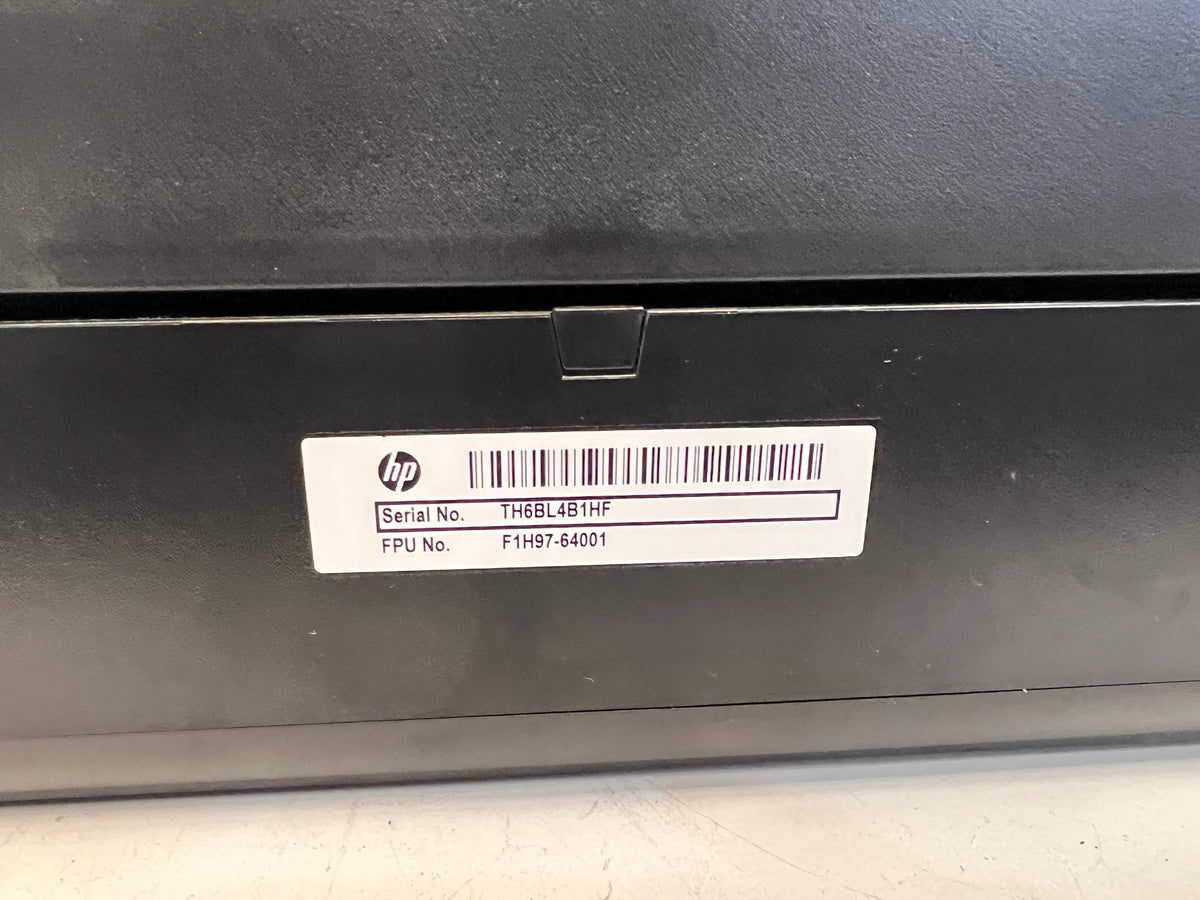 hp
Serial No. TH6BL4B1HF
FPU No. F1H97-64001